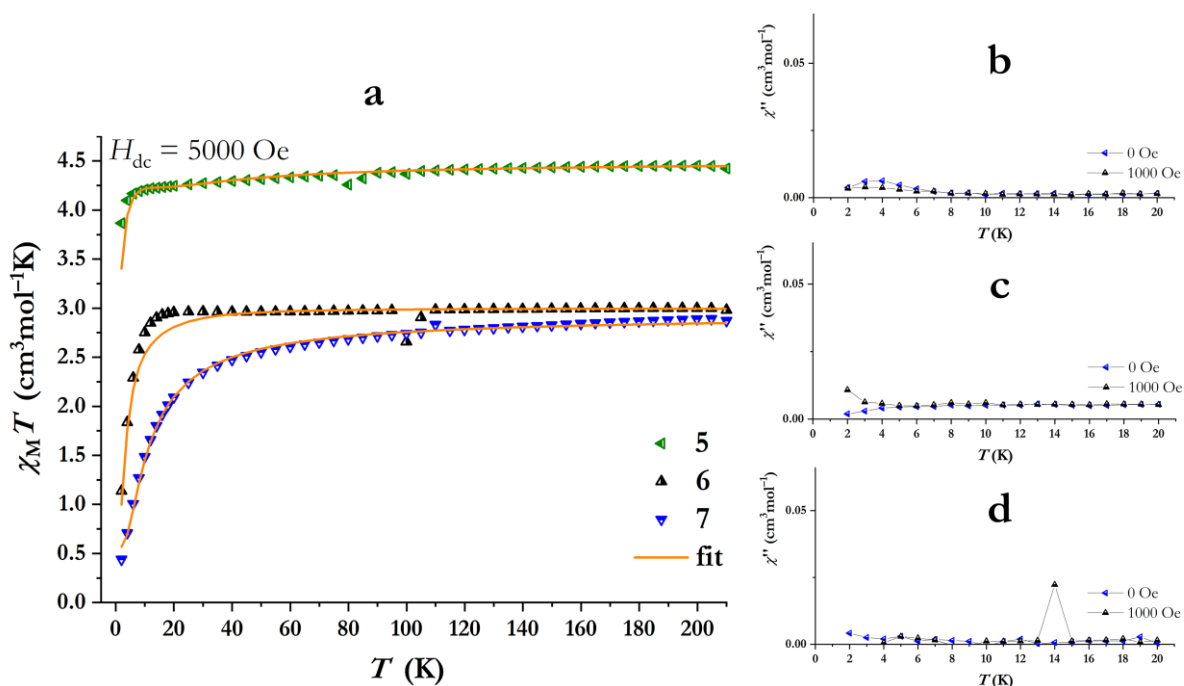 a
H_dc = 5000 Oe
χ_M T (cm³mol⁻¹K)
4.5
4.0
3.5
3.0
2.5
2.0
1.5
1.0
0.5
0.0
5
6
7
fit
0 20 40 60 80 100 120 140 160 180 200
T (K)
b
χ'' (cm³mol⁻¹)
0.05
0.00
0 Oe
1000 Oe
0 2 4 6 8 10 12 14 16 18 20
T (K)
c
χ'' (cm³mol⁻¹)
0.05
0.00
0 Oe
1000 Oe
0 2 4 6 8 10 12 14 16 18 20
T (K)
d
χ'' (cm³mol⁻¹)
0.05
0.00
0 Oe
1000 Oe
0 2 4 6 8 10 12 14 16 18 20
T (K)